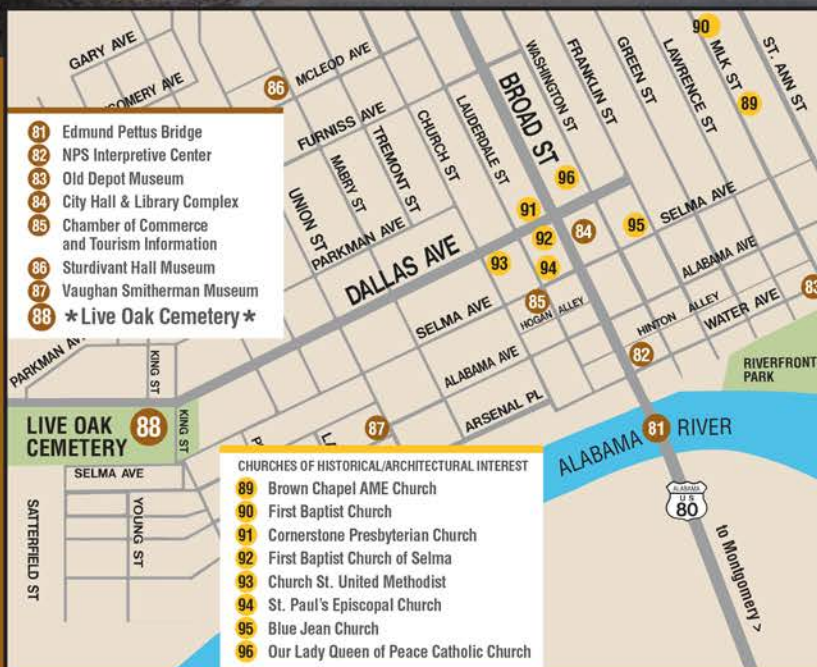 GARY AVE
MCLEOD AVE
FURNISS AVE
MABRY ST
TREMONT ST
CHURCH ST
LAUDERDALE ST
BROAD ST
WASHINGTON ST
FRANKLIN ST
GREEN ST
LAWRENCE ST
MLK ST
ST. ANN ST
UNION ST
PARKMAN AVE
DALLAS AVE
SELMA AVE
SELMA AVE
ALABAMA AVE
ALABAMA AVE
HOGAN ALLEY
HINTON ALLEY
WATER AVE
ARSENAL PL
86
90
89
96
91
92
84
95
93
94
85
82
83
87
81
RIVERFRONT
PARK
ALABAMA RIVER
ALABAMA
US
80
to Montgomery >
81 Edmund Pettus Bridge
82 NPS Interpretive Center
83 Old Depot Museum
84 City Hall & Library Complex
85 Chamber of Commerce
and Tourism Information
86 Sturdivant Hall Museum
87 Vaughan Smitherman Museum
88 *Live Oak Cemetery*
KING ST
KING ST
LIVE OAK
CEMETERY
88
SELMA AVE
SATTERFIELD ST
YOUNG ST
CHURCHES OF HISTORICAL/ARCHITECTURAL INTEREST
89 Brown Chapel AME Church
90 First Baptist Church
91 Cornerstone Presbyterian Church
92 First Baptist Church of Selma
93 Church St. United Methodist
94 St. Paul's Episcopal Church
95 Blue Jean Church
96 Our Lady Queen of Peace Catholic Church